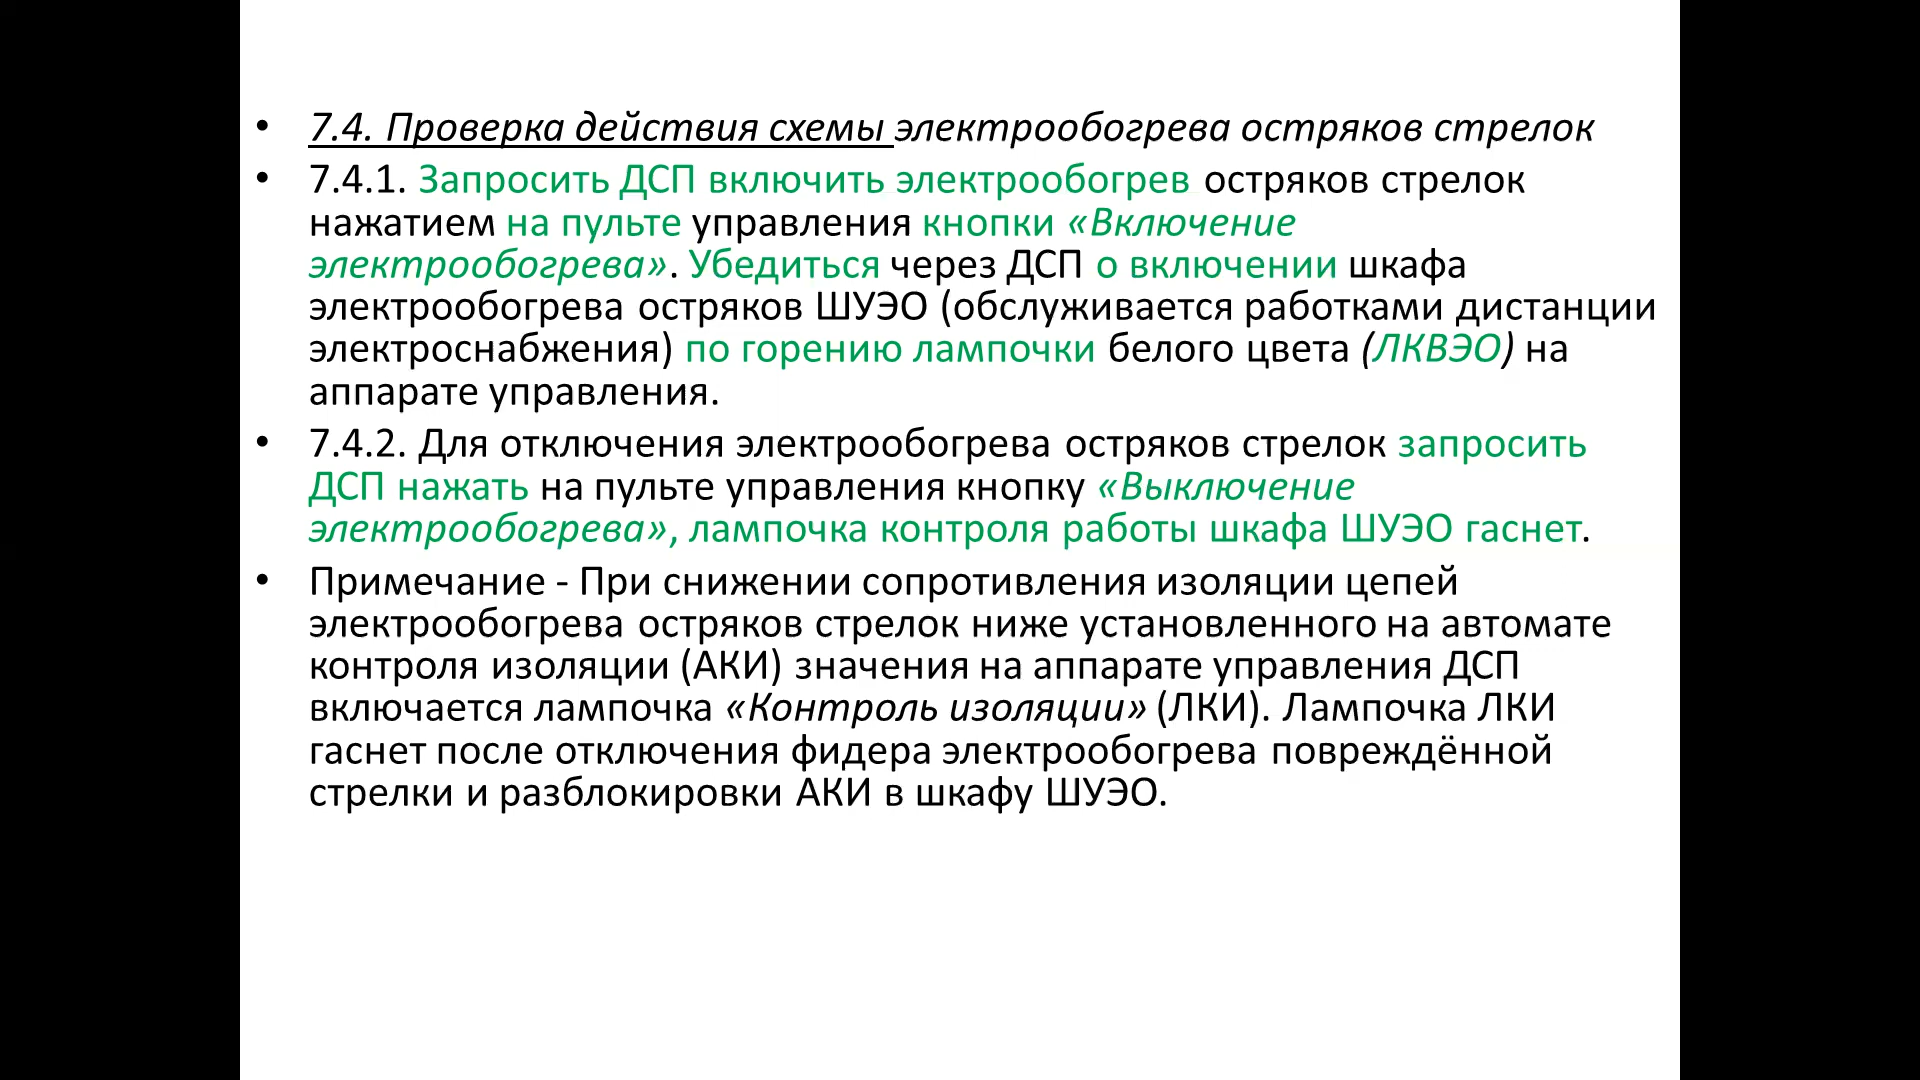 • 7.4. Проверка действия схемы электрообогрева остряков стрелок
• 7.4.1. Запросить ДСП включить электрообогрев остряков стрелок
нажатием на пульте управления кнопки «Включение
электрообогрева». Убедиться через ДСП о включении шкафа
электрообогрева остряков ШУЭО (обслуживается работками дистанции
электроснабжения) по горению лампочки белого цвета (ЛКВЭО) на
аппарате управления.
• 7.4.2. Для отключения электрообогрева остряков стрелок запросить
ДСП нажать на пульте управления кнопку «Выключение
электрообогрева», лампочка контроля работы шкафа ШУЭО гаснет.
• Примечание - При снижении сопротивления изоляции цепей
электрообогрева остряков стрелок ниже установленного на автомате
контроля изоляции (АКИ) значения на аппарате управления ДСП
включается лампочка «Контроль изоляции» (ЛКИ). Лампочка ЛКИ
гаснет после отключения фидера электрообогрева повреждённой
стрелки и разблокировки АКИ в шкафу ШУЭО.